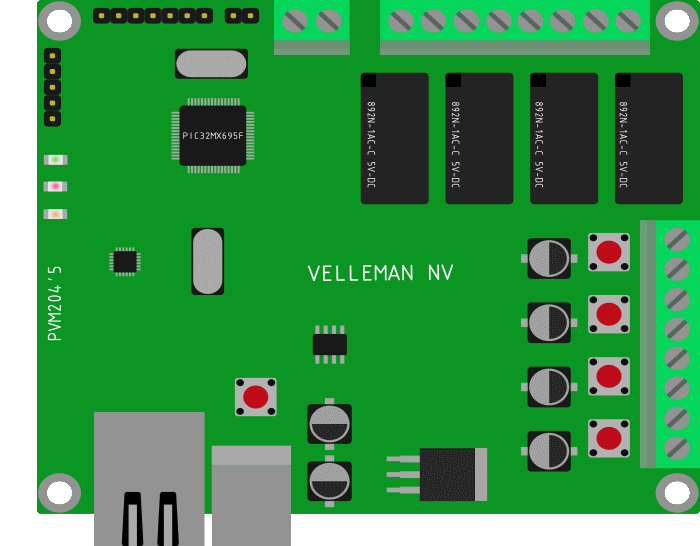 PIC32MX695F
892N-1AC-C 5V-DC
892N-1AC-C 5V-DC
892N-1AC-C 5V-DC
892N-1AC-C 5V-DC
VELLEMAN NV
PVM204'5